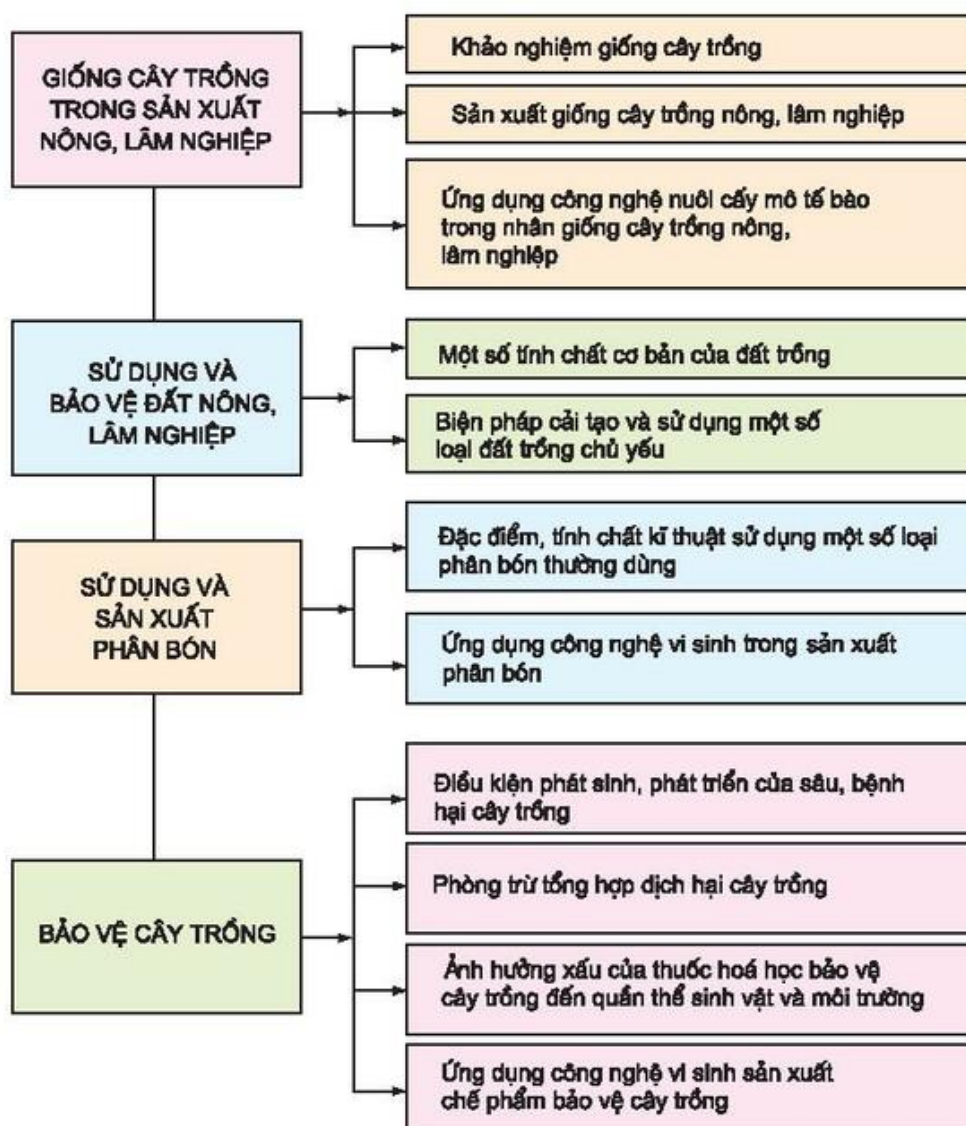 GIỐNG CÂY TRỒNG
TRONG SẢN XUẤT
NÔNG, LÂM NGHIỆP
Khảo nghiệm giống cây trồng
Sản xuất giống cây trồng nông, lâm nghiệp
Ứng dụng công nghệ nuôi cấy mô tế bào
trong nhân giống cây trồng nông,
lâm nghiệp
SỬ DỤNG VÀ
BẢO VỆ ĐẤT NÔNG,
LÂM NGHIỆP
Một số tính chất cơ bản của đất trồng
Biện pháp cải tạo và sử dụng một số
loại đất trồng chủ yếu
SỬ DỤNG VÀ
SẢN XUẤT
PHÂN BÓN
Đặc điểm, tính chất kĩ thuật sử dụng một số loại
phân bón thường dùng
Ứng dụng công nghệ vi sinh trong sản xuất
phân bón
BẢO VỆ CÂY TRỒNG
Điều kiện phát sinh, phát triển của sâu, bệnh
hại cây trồng
Phòng trừ tổng hợp dịch hại cây trồng
Ảnh hưởng xấu của thuốc hoá học bảo vệ
cây trồng đến quần thể sinh vật và môi trường
Ứng dụng công nghệ vi sinh sản xuất
chế phẩm bảo vệ cây trồng